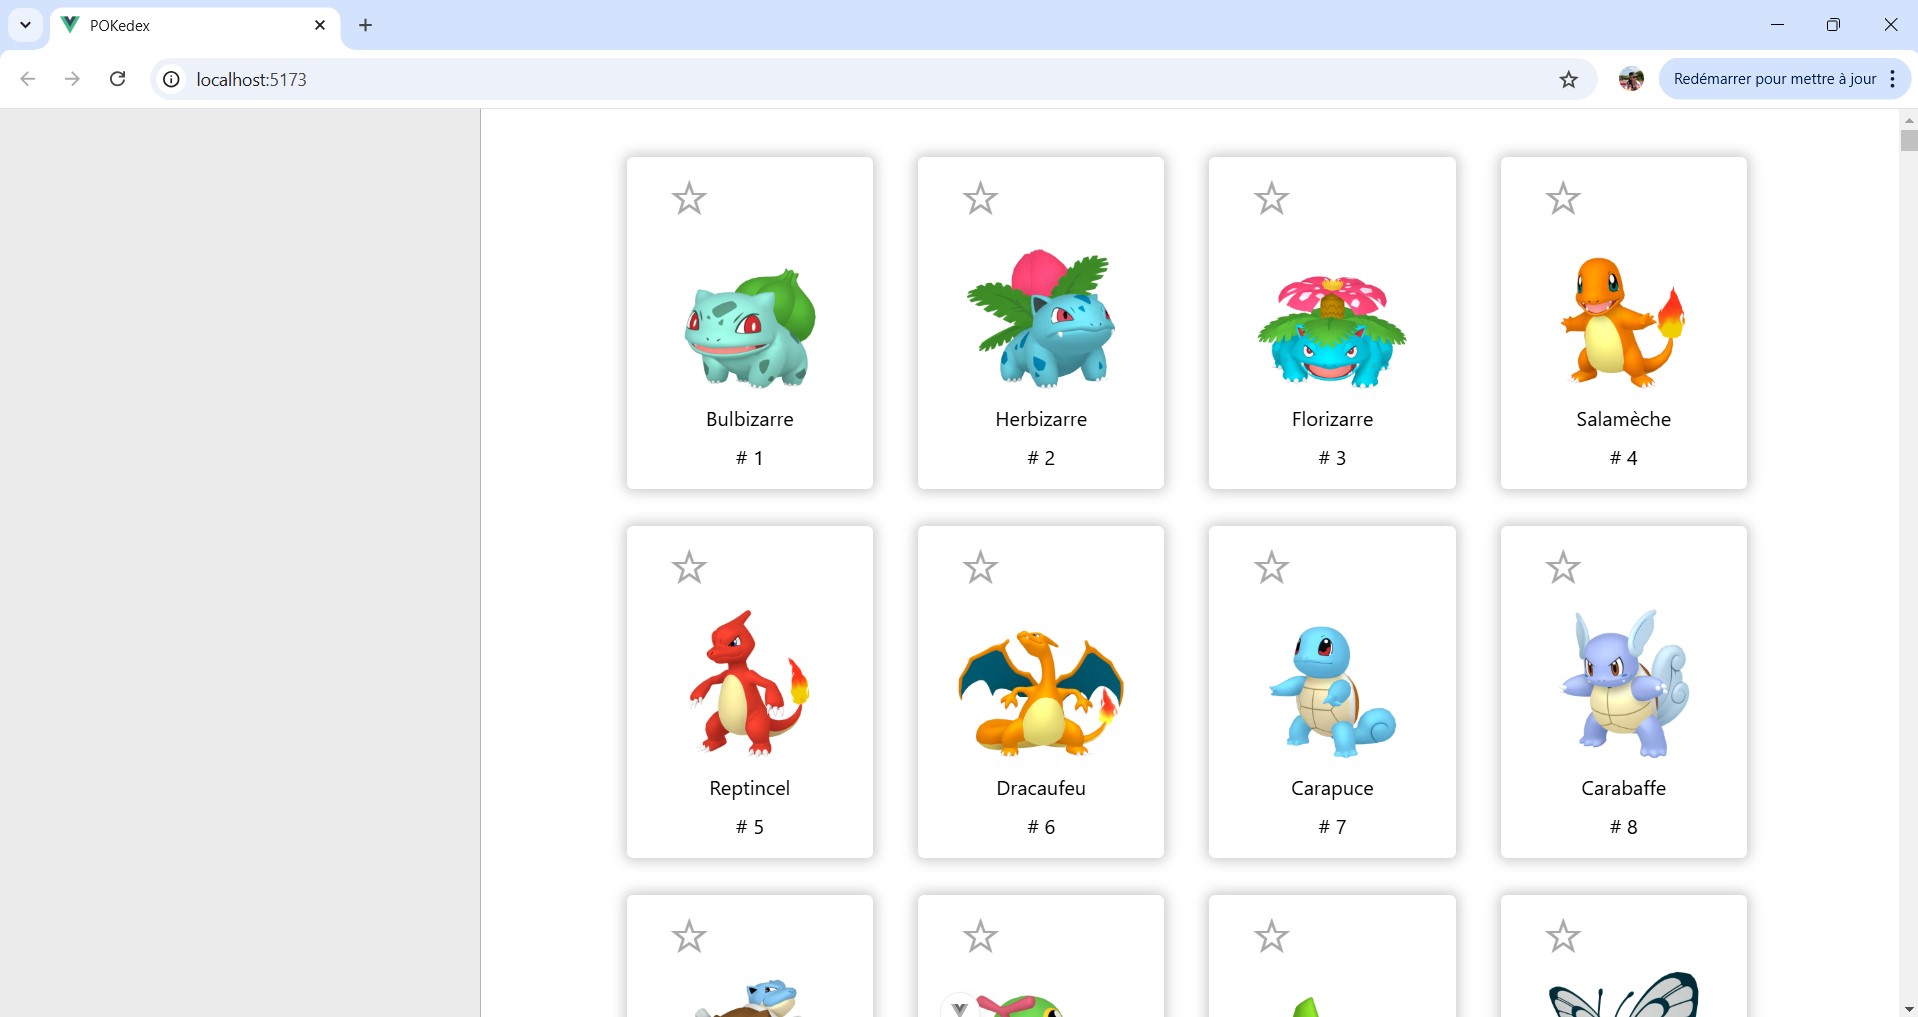 POKedex
localhost:5173
Redémarrer pour mettre à jour
Bulbizarre
Herbizarre
Florizarre
Salamèche
# 1
# 2
# 3
# 4
Reptincel
Dracaufeu
Carapuce
Carabaffe
# 5
# 6
# 7
# 8